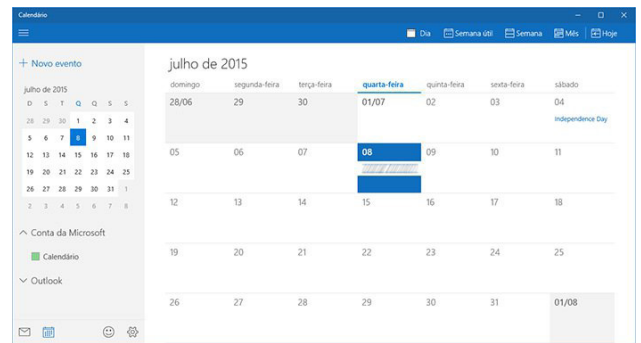 Calendário
Dia Semana útil Semana Mês Hoje
+ Novo evento
julho de 2015
D S T Q Q S S
28 29 30 1 2 3 4
5 6 7 8 9 10 11
12 13 14 15 16 17 18
19 20 21 22 23 24 25
26 27 28 29 30 31 1
2 3 4 5 6 7 8
Conta da Microsoft
Calendário
Outlook
julho de 2015
domingo segunda-feira terça-feira quarta-feira quinta-feira sexta-feira sábado
28/06 29 30 01/07 02 03 04
Independence Day
05 06 07 08 09 10 11
12 13 14 15 16 17 18
19 20 21 22 23 24 25
26 27 28 29 30 31 01/08